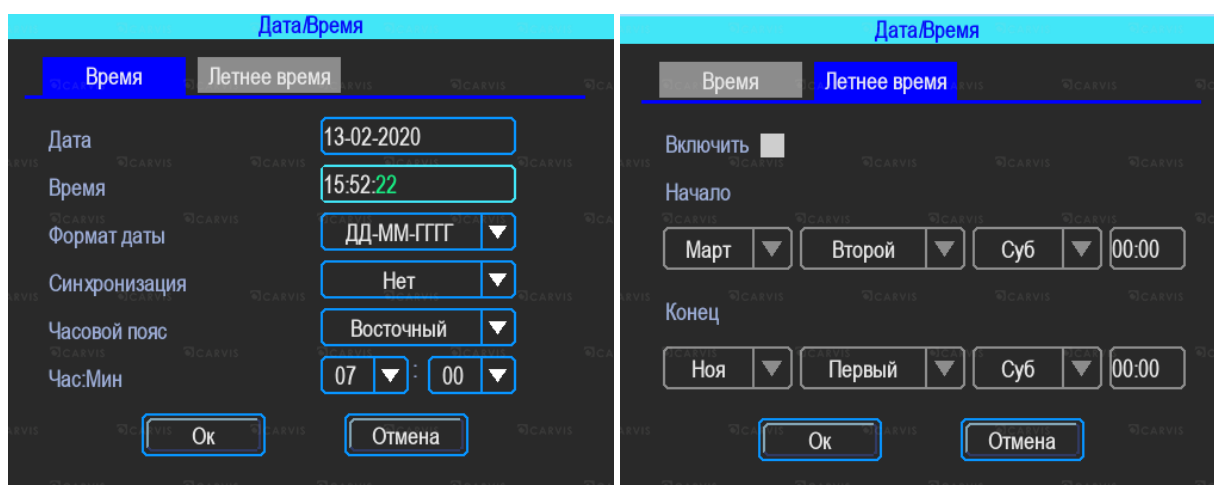 Дата/Время
Время Летнее время
Дата 13-02-2020
Время 15:52:22
Формат даты ДД-ММ-ГГГГ
Синхронизация Нет
Часовой пояс Восточный
Час:Мин 07 : 00
Ок Отмена
Дата/Время
Время Летнее время
Включить
Начало
Март Второй Суб 00:00
Конец
Ноя Первый Суб 00:00
Ок Отмена
CARVIS